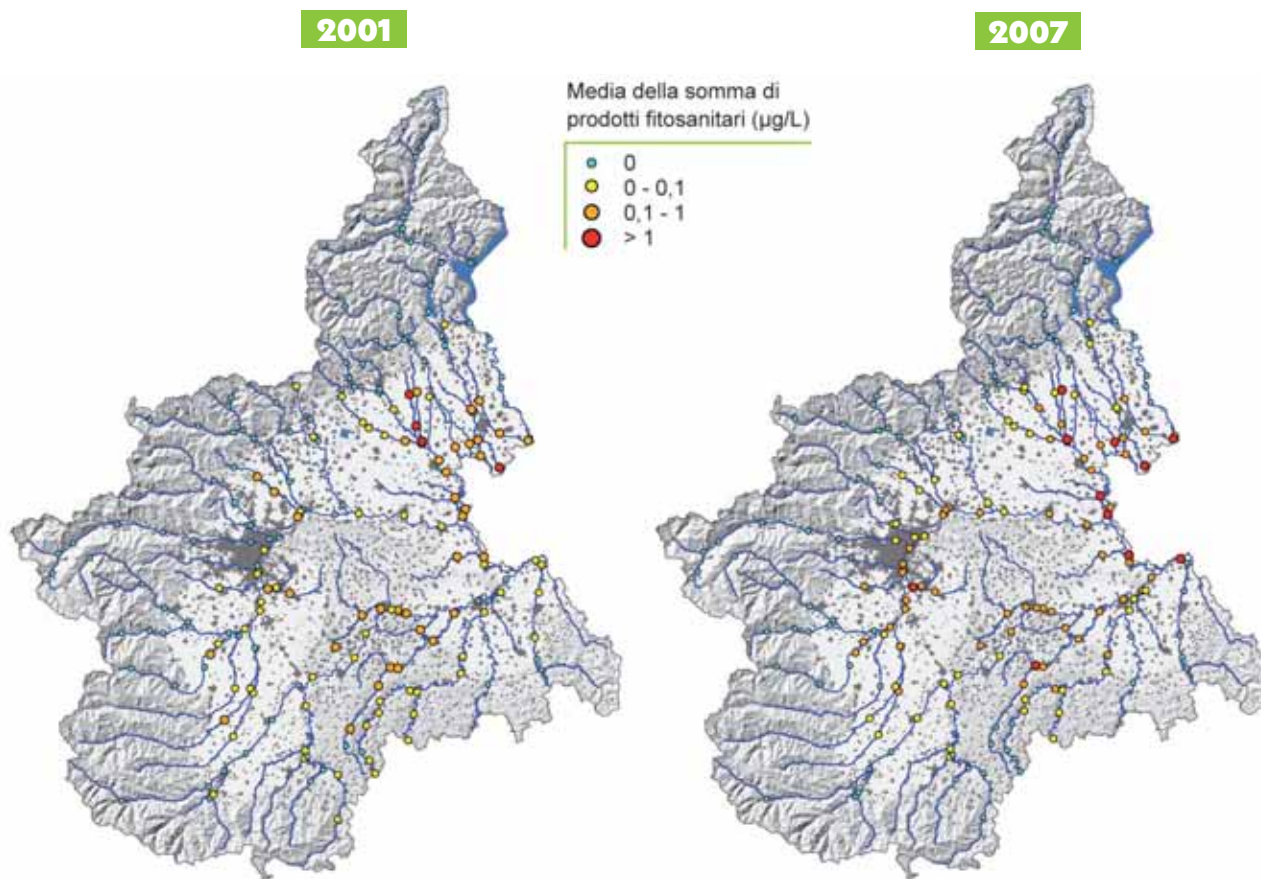 2001
2007
Media della somma di
prodotti fitosanitari (µg/L)
0
0 - 0,1
0,1 - 1
> 1